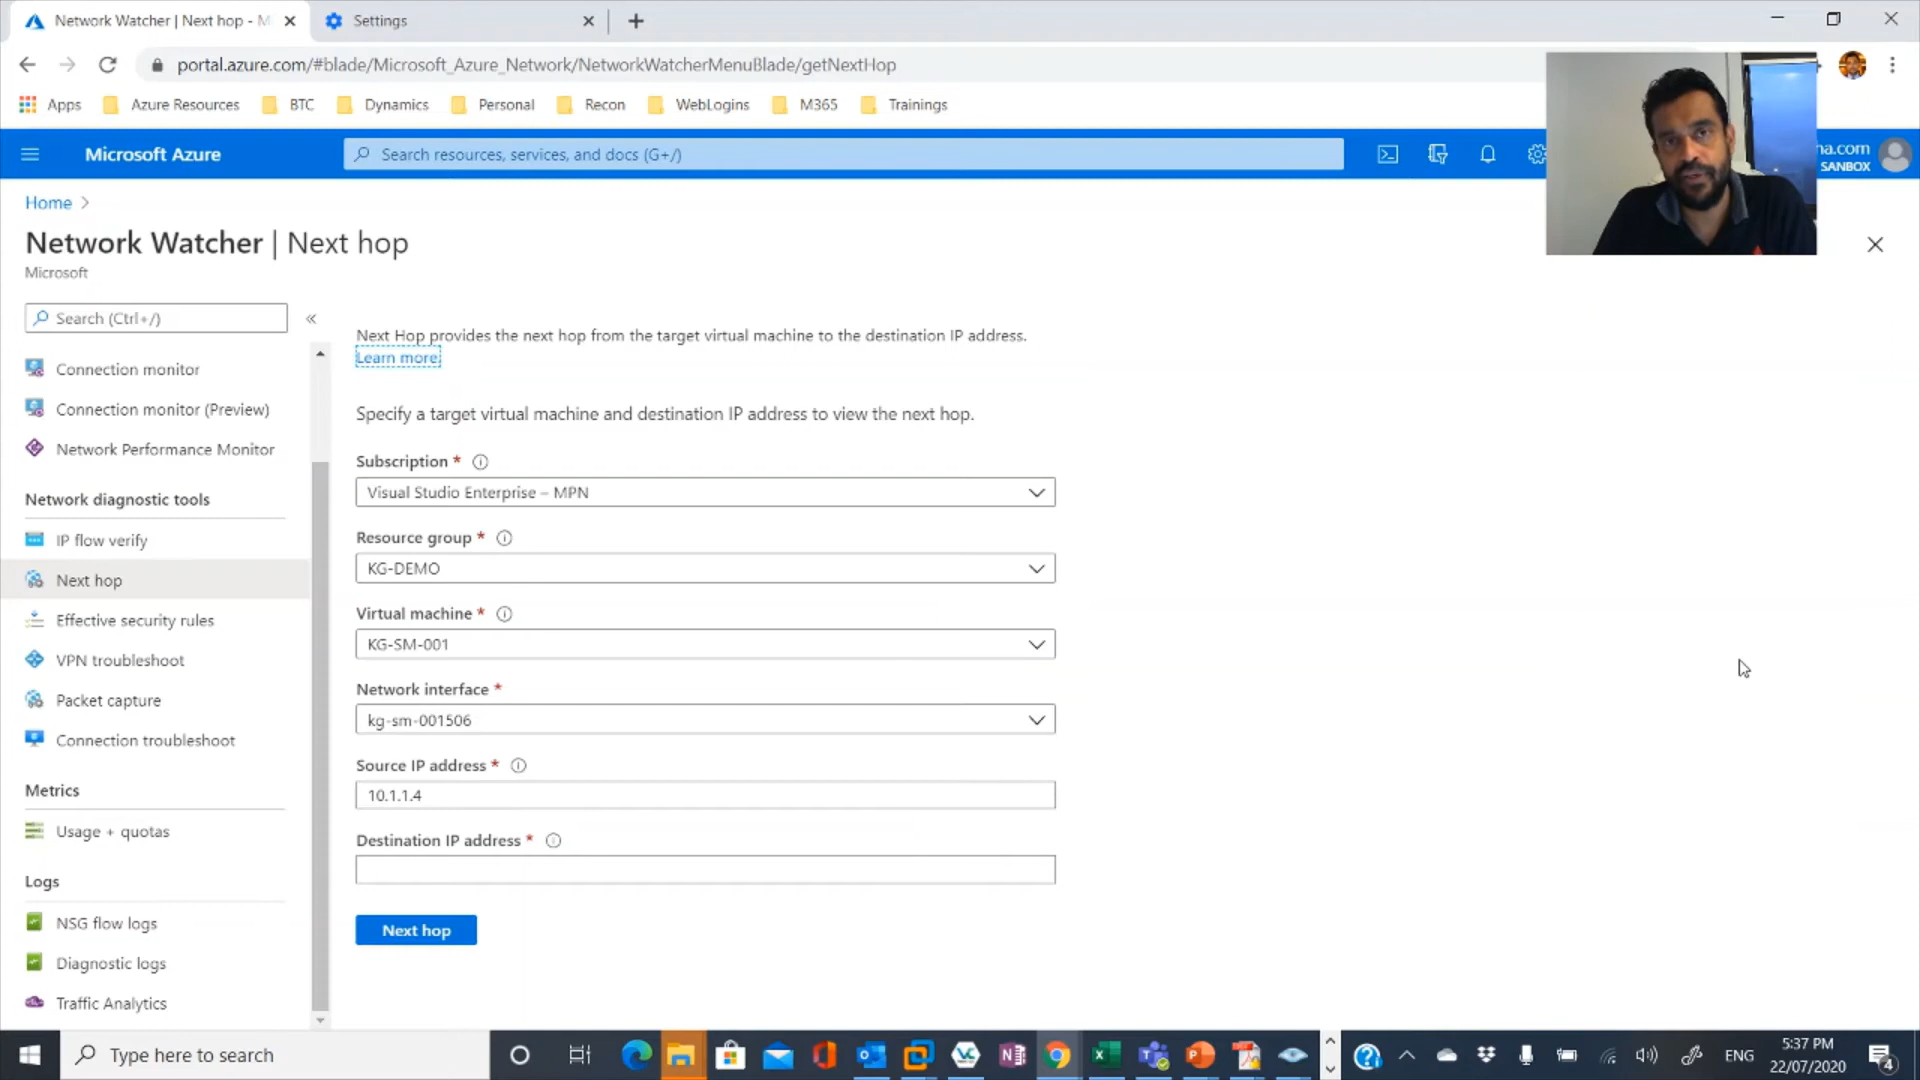 Network Watcher | Next hop - M
Settings
portal.azure.com/#blade/Microsoft_Azure_Network/NetworkWatcherMenuBlade/getNextHop
Apps
Azure Resources
BTC
Dynamics
Personal
Recon
WebLogins
M365
Trainings
Microsoft Azure
Search resources, services, and docs (G+/)
na.com
SANBOX
Home
Network Watcher | Next hop
Microsoft
Search (Ctrl+/)
«
Connection monitor
Connection monitor (Preview)
Network Performance Monitor
Network diagnostic tools
IP flow verify
Next hop
Effective security rules
VPN troubleshoot
Packet capture
Connection troubleshoot
Metrics
Usage + quotas
Logs
NSG flow logs
Diagnostic logs
Traffic Analytics
Next Hop provides the next hop from the target virtual machine to the destination IP address.
Learn more.
Specify a target virtual machine and destination IP address to view the next hop.
Subscription *
Visual Studio Enterprise – MPN
Resource group *
KG-DEMO
Virtual machine *
KG-SM-001
Network interface *
kg-sm-001506
Source IP address *
10.1.1.4
Destination IP address *
Next hop
Type here to search
ENG
5:37 PM
22/07/2020
4